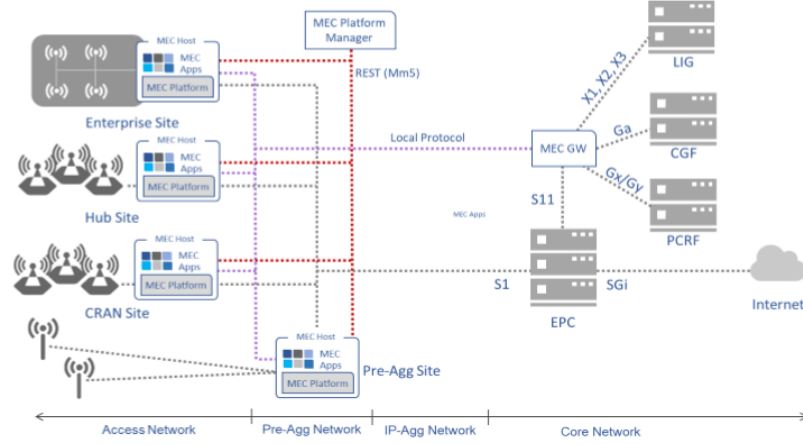 MEC Host
MEC
Apps
MEC Platform
Enterprise Site
MEC Platform
Manager
REST (Mm5)
X1, X2, X3
LIG
Local Protocol
MEC GW
Ga
CGF
Gx/Gy
PCRF
MEC Host
MEC
Apps
MEC Platform
Hub Site
S11
MEC Apps
MEC Host
MEC
Apps
MEC Platform
CRAN Site
S1
EPC
SGi
Internet
MEC Host
MEC
Apps
MEC Platform
Pre-Agg Site
Access Network
Pre-Agg Network
IP-Agg Network
Core Network